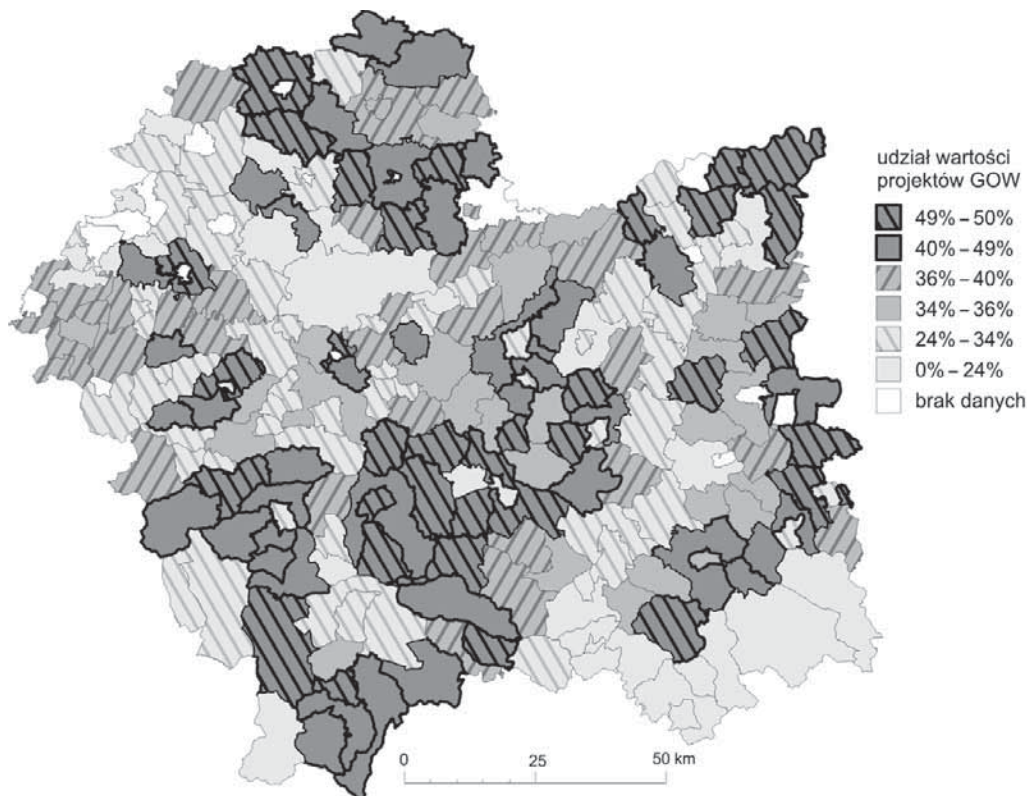 udział wartości
projektów GOW
49% – 50%
40% – 49%
36% – 40%
34% – 36%
24% – 34%
0% – 24%
brak danych
0 25 50 km